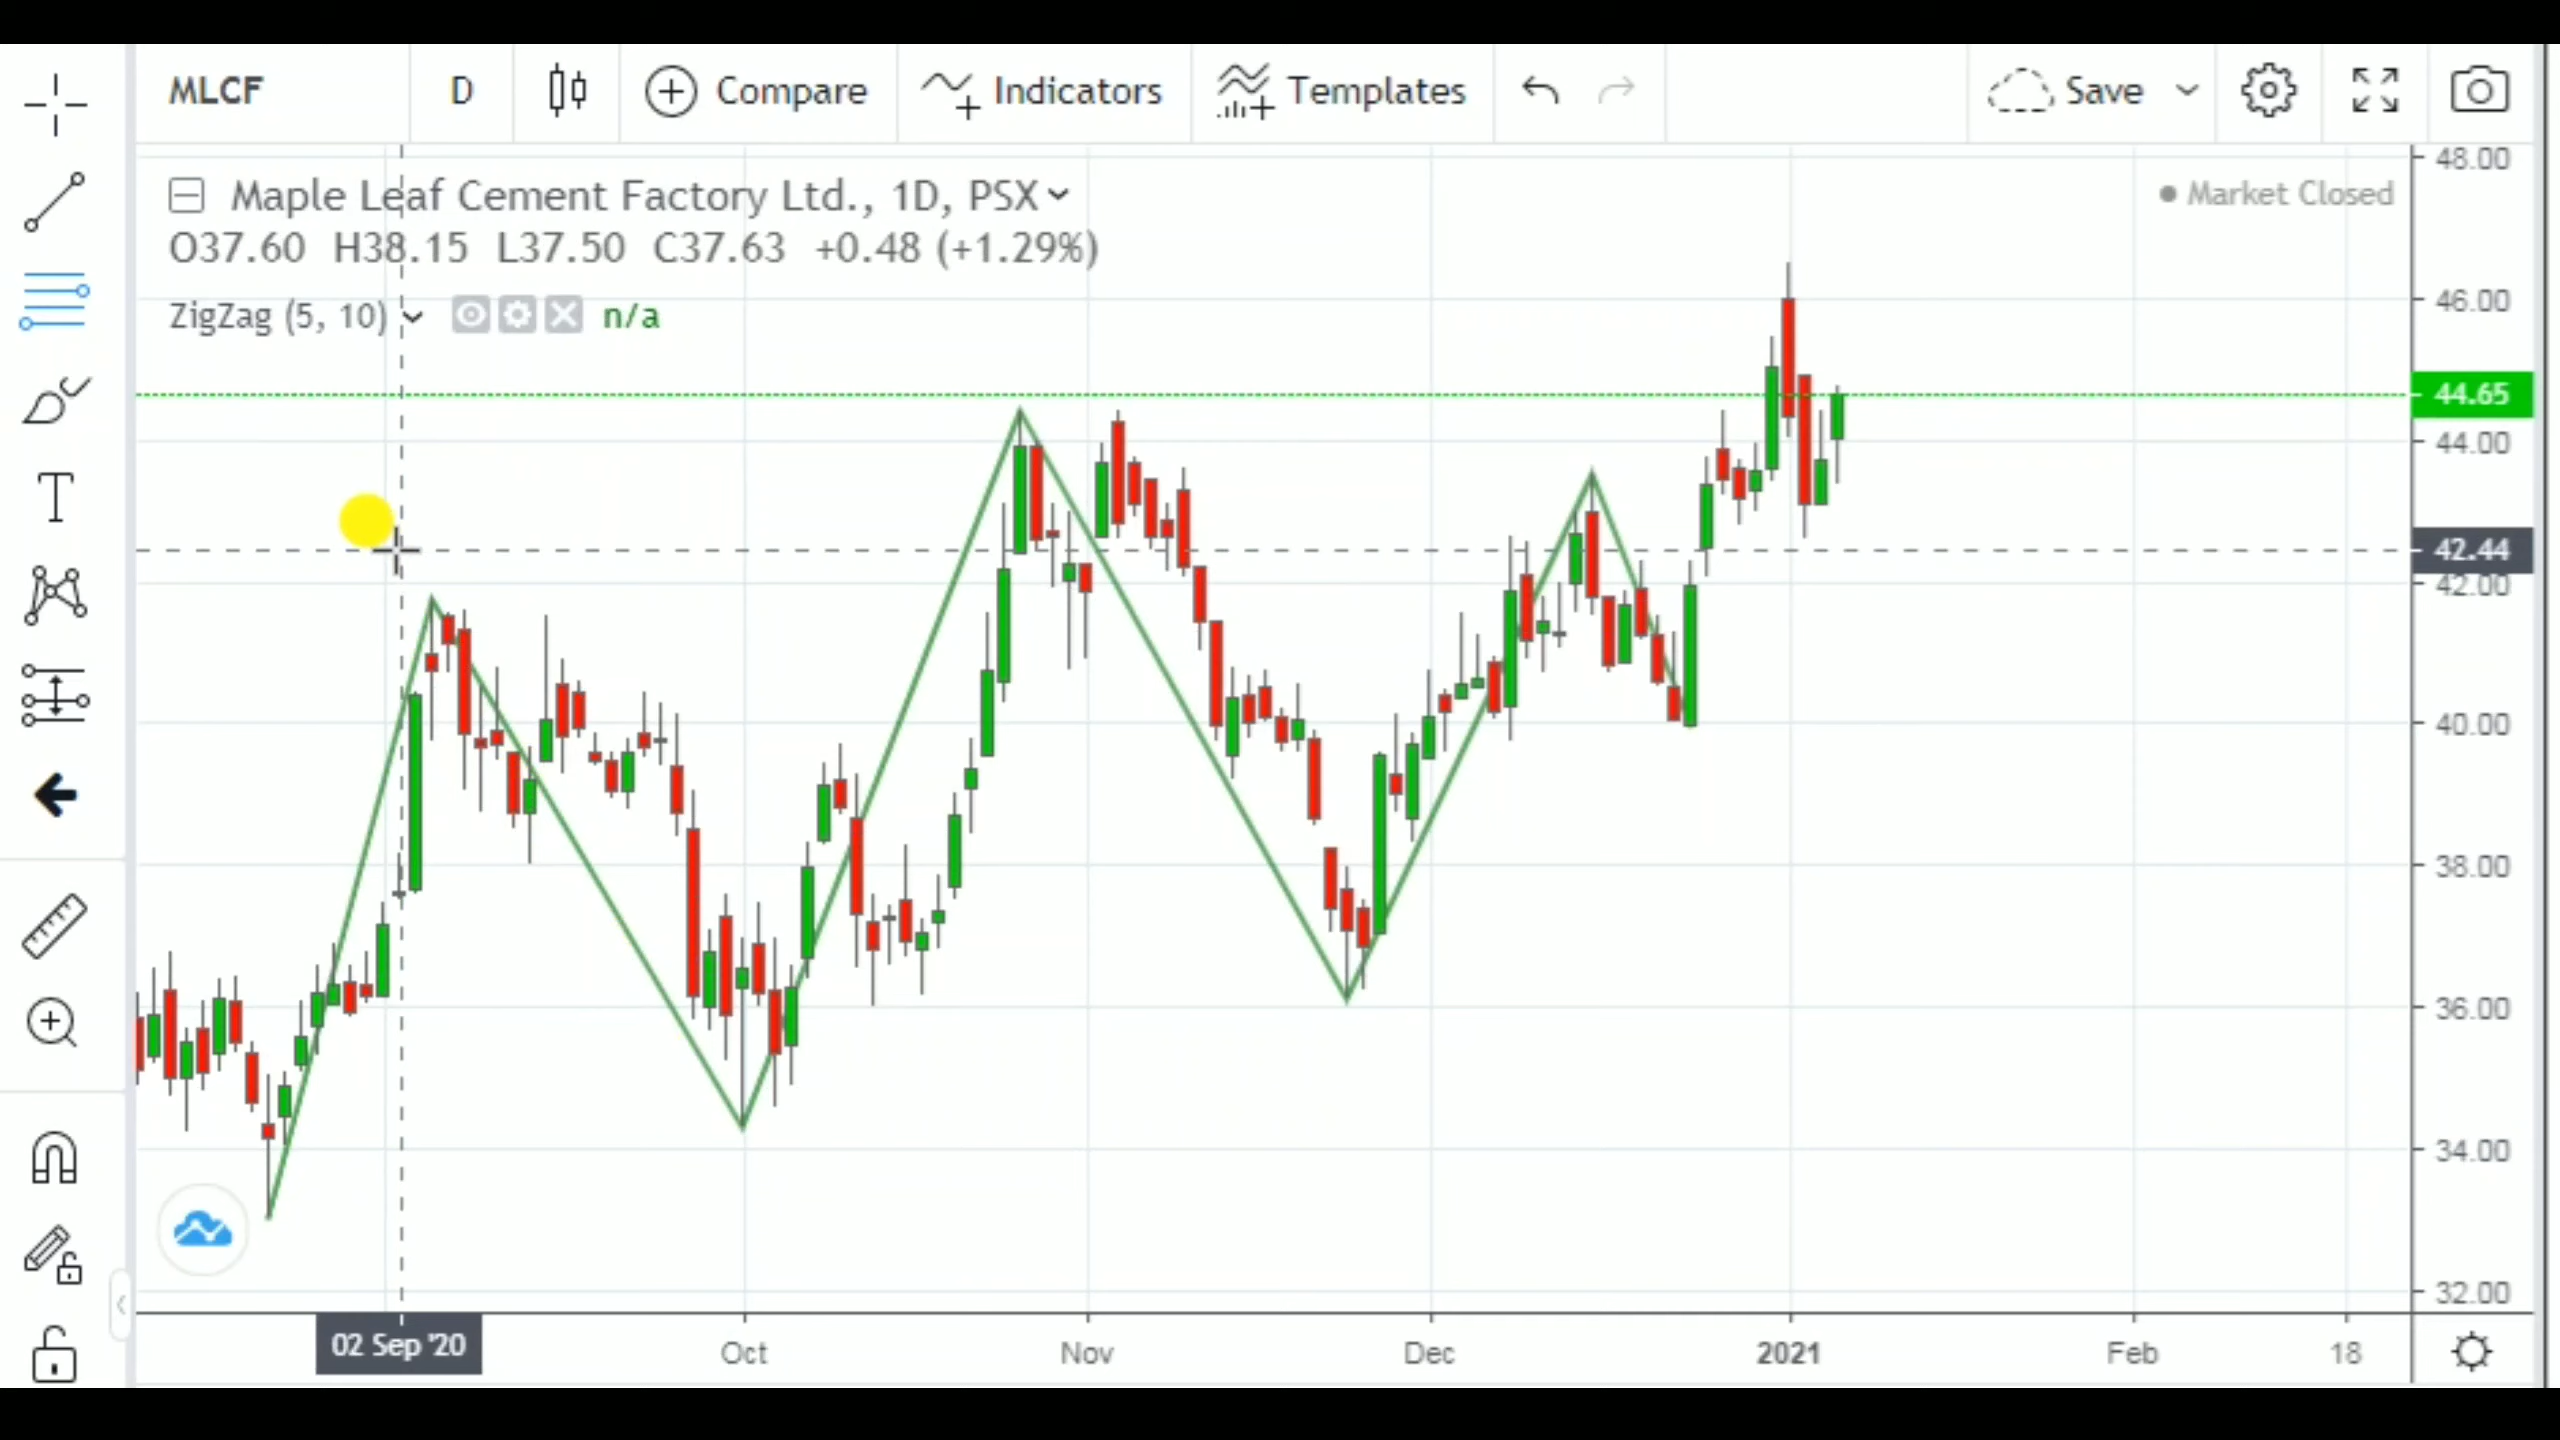 MLCF D Compare Indicators Templates Save
Maple Leaf Cement Factory Ltd., 1D, PSX
Market Closed
O37.60 H38.15 L37.50 C37.63 +0.48 (+1.29%)
ZigZag (5, 10) n/a
48.00
46.00
44.65
44.00
42.44
42.00
40.00
38.00
36.00
34.00
32.00
02 Sep '20 Oct Nov Dec 2021 Feb 18